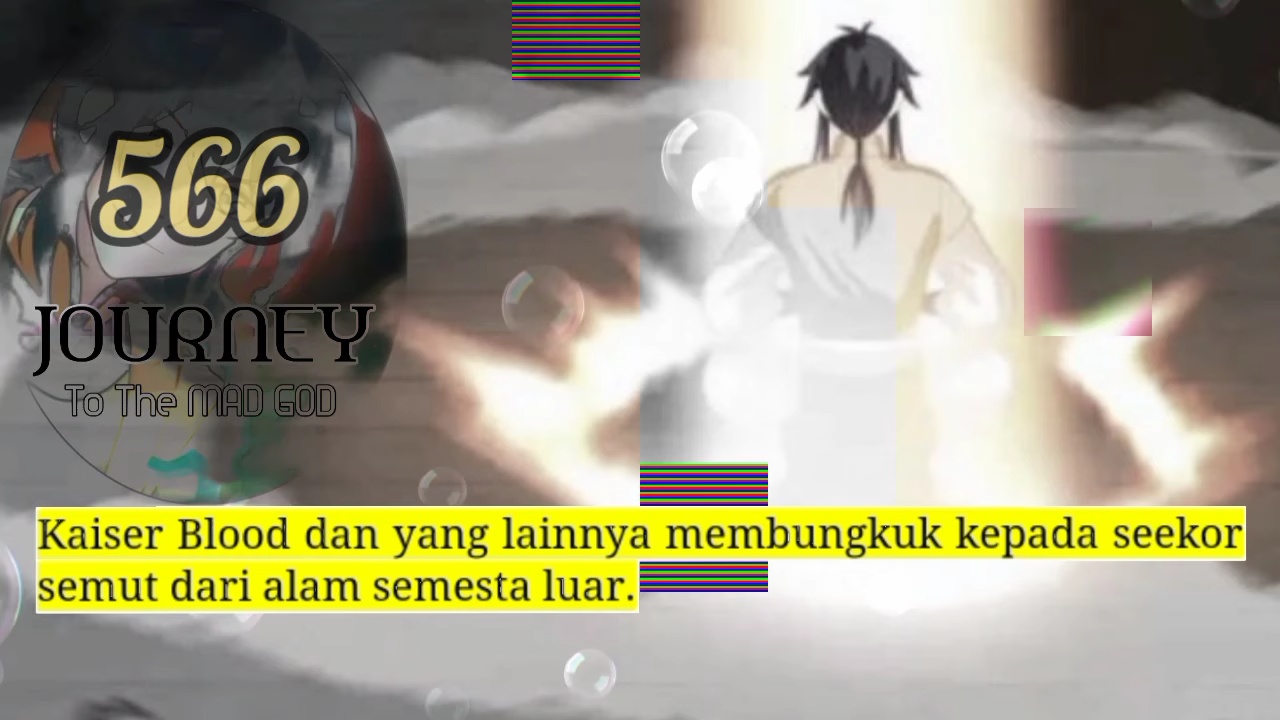 566
JOURNEY
To The MAD GOD
Kaiser Blood dan yang lainnya membungkuk kepada seekor
semut dari alam semesta luar.